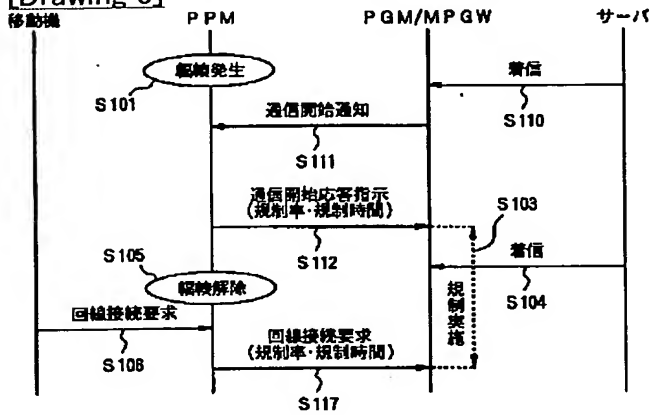 [Drawing 6]
移動機 PPM PGM/MPGW サーバ
輻輳発生
S101
着信
S110
通信開始通知
S111
通信開始応答指示
(規制率・規制時間)
S112
S103
着信
S104
規制実施
S105
輻輳解除
回線接続要求
S106
回線接続要求
(規制率・規制時間)
S117